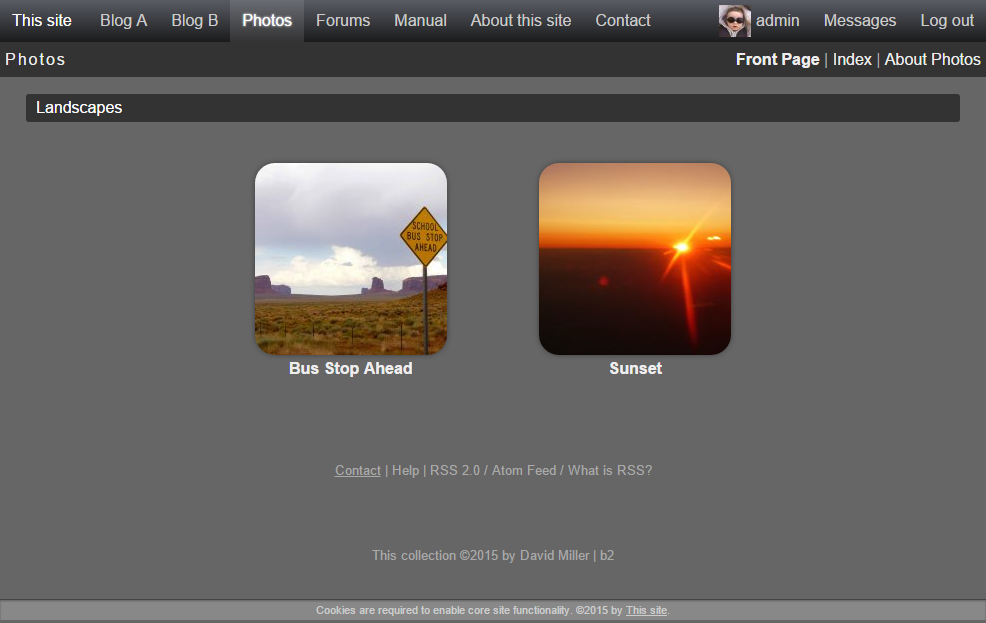 This site Blog A Blog B Photos Forums Manual About this site Contact admin Messages Log out
Photos
Front Page | Index | About Photos
Landscapes
SCHOOL
BUS STOP
AHEAD
Bus Stop Ahead
Sunset
Contact | Help | RSS 2.0 / Atom Feed / What is RSS?
This collection ©2015 by David Miller | b2
Cookies are required to enable core site functionality. ©2015 by This site.